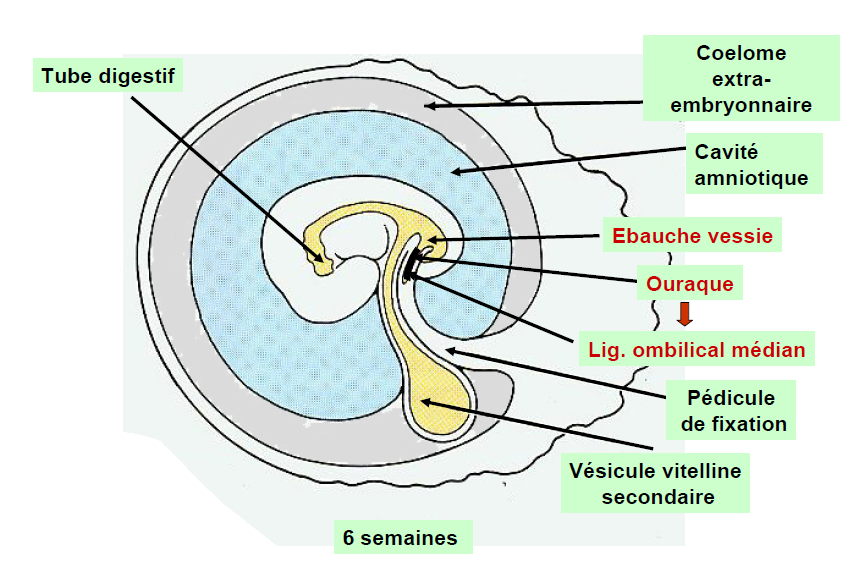 Tube digestif
Coelome
extra-
embryonnaire
Cavité
amniotique
Ebauche vessie
Ouraque
Lig. ombilical médian
Pédicule
de fixation
Vésicule vitelline
secondaire
6 semaines